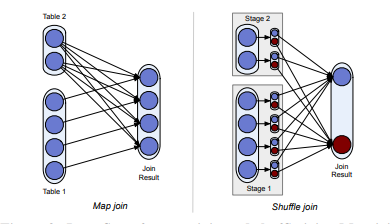 Table 2
Table 1
Join
Result
Map join
Stage 2
Stage 1
Join
Result
Shuffle join